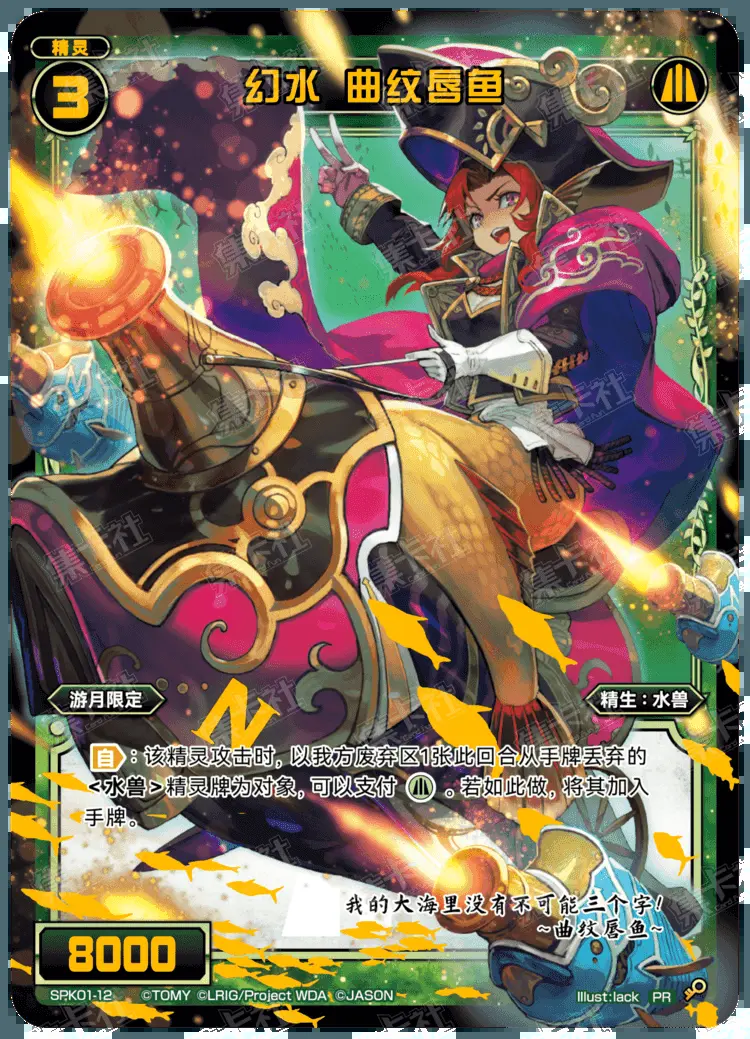 精灵
3
幻水 曲纹唇鱼
游月限定
精生：水兽
N
自：该精灵攻击时，以我方废弃区1张此回合从手牌丢弃的
<水兽>精灵牌为对象，可以支付 。若如此做，将其加入
手牌。
我的大海里没有不可能三个字！
~曲纹唇鱼~
8000
SPK01-12 ©TOMY ©LRIG/Project WDA ©JASON
Illust:lack PR
集卡社